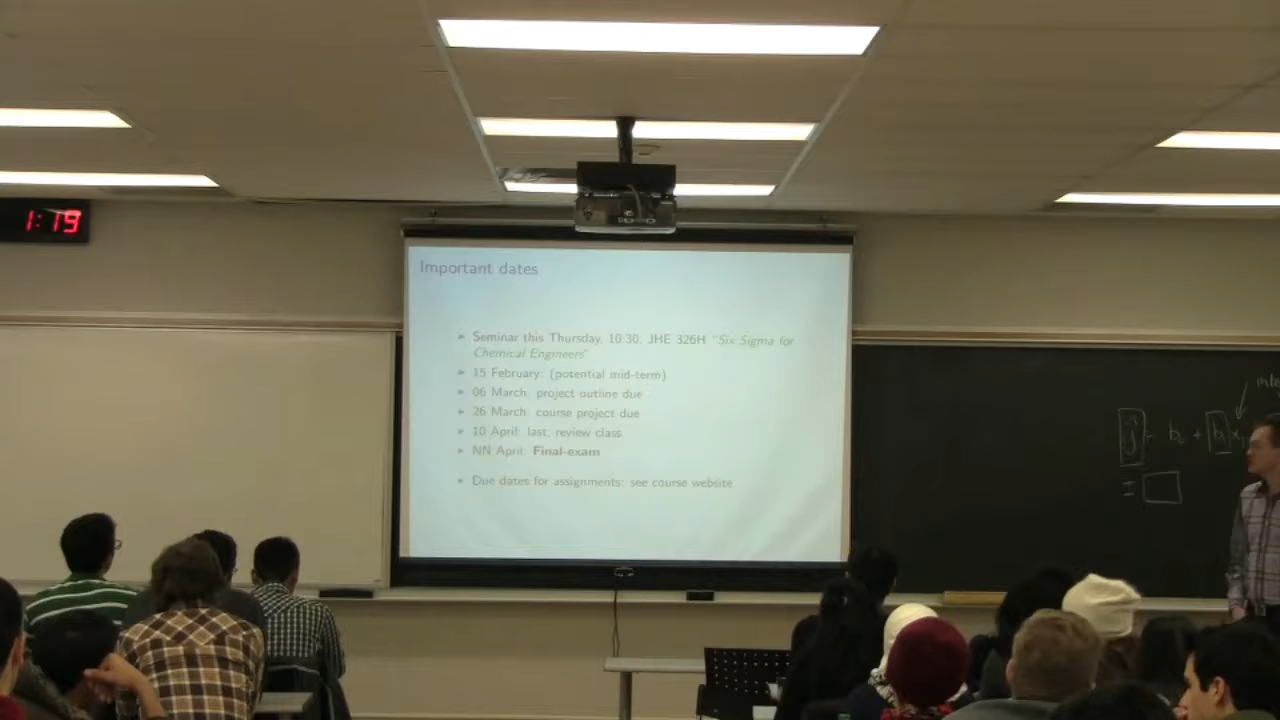 1:19
Important dates
Seminar this Thursday, 10:30, JHE 326H "Six Sigma for
Chemical Engineers"
15 February: (potential mid-term)
06 March: project outline due
26 March: course project due
10 April: last, review class
NN April: Final-exam
Due dates for assignments: see course website